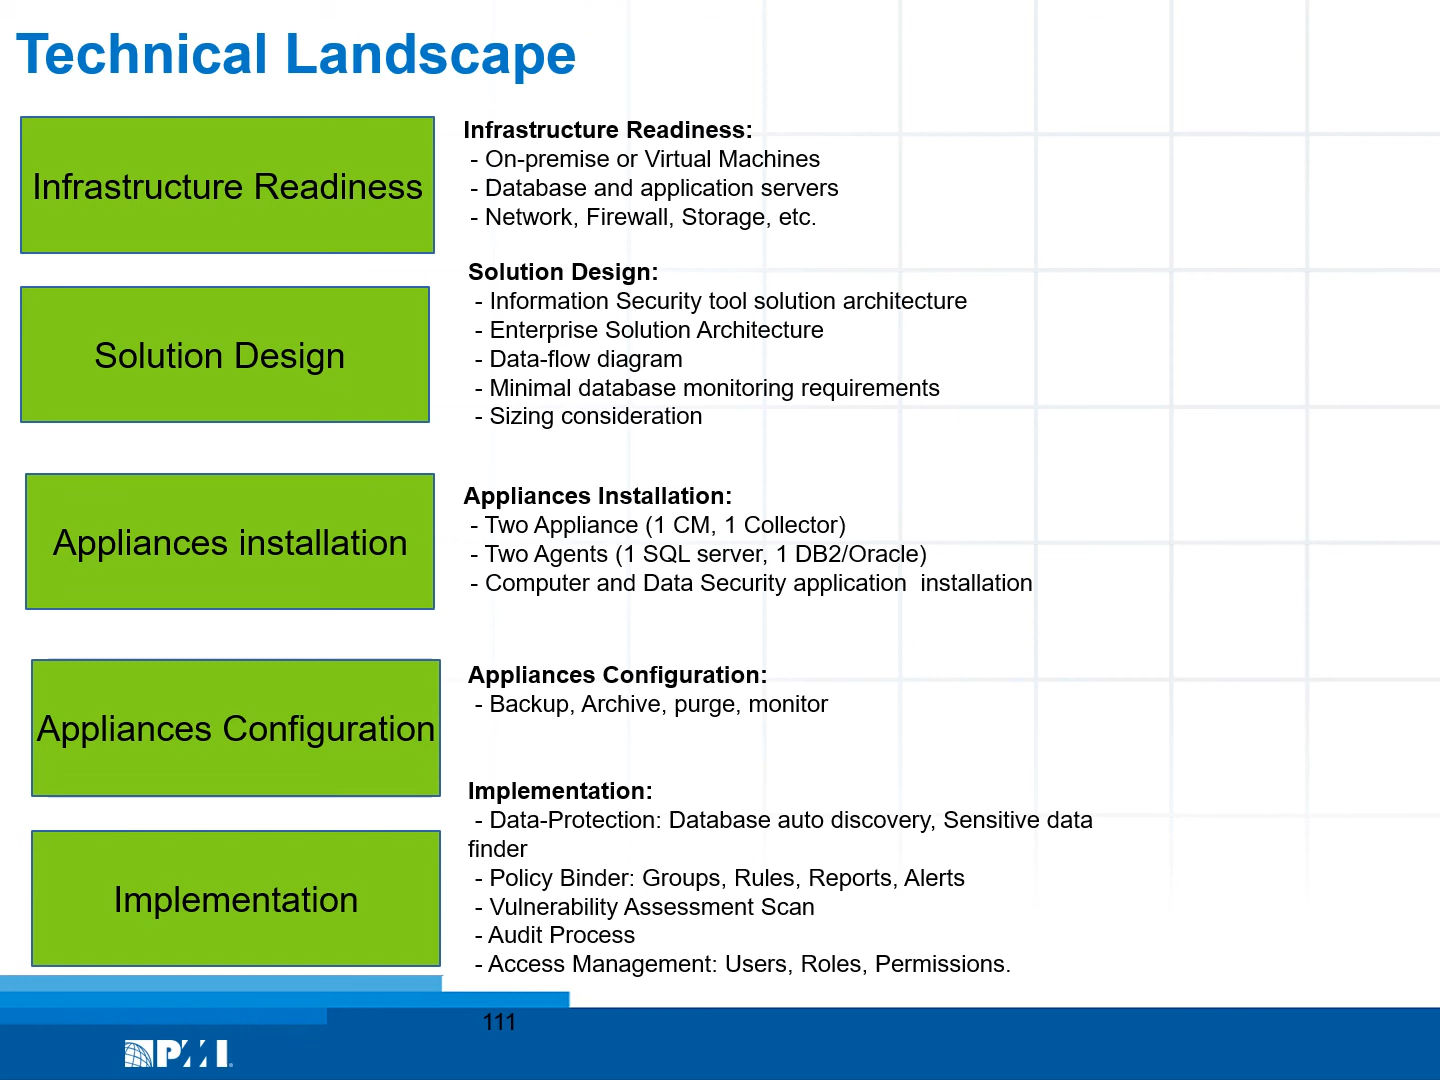 Technical Landscape
Infrastructure Readiness
Infrastructure Readiness:
- On-premise or Virtual Machines
- Database and application servers
- Network, Firewall, Storage, etc.
Solution Design
Solution Design:
- Information Security tool solution architecture
- Enterprise Solution Architecture
- Data-flow diagram
- Minimal database monitoring requirements
- Sizing consideration
Appliances installation
Appliances Installation:
- Two Appliance (1 CM, 1 Collector)
- Two Agents (1 SQL server, 1 DB2/Oracle)
- Computer and Data Security application  installation
Appliances Configuration
Appliances Configuration:
- Backup, Archive, purge, monitor
Implementation
Implementation:
- Data-Protection: Database auto discovery, Sensitive data
finder
- Policy Binder: Groups, Rules, Reports, Alerts
- Vulnerability Assessment Scan
- Audit Process
- Access Management: Users, Roles, Permissions.
111
PMI